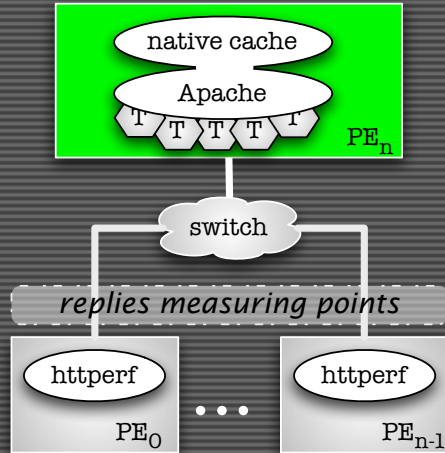 native cache
Apache
T T T T T
PEn
switch
replies measuring points
httperf httperf
...
PE0 PEn-1